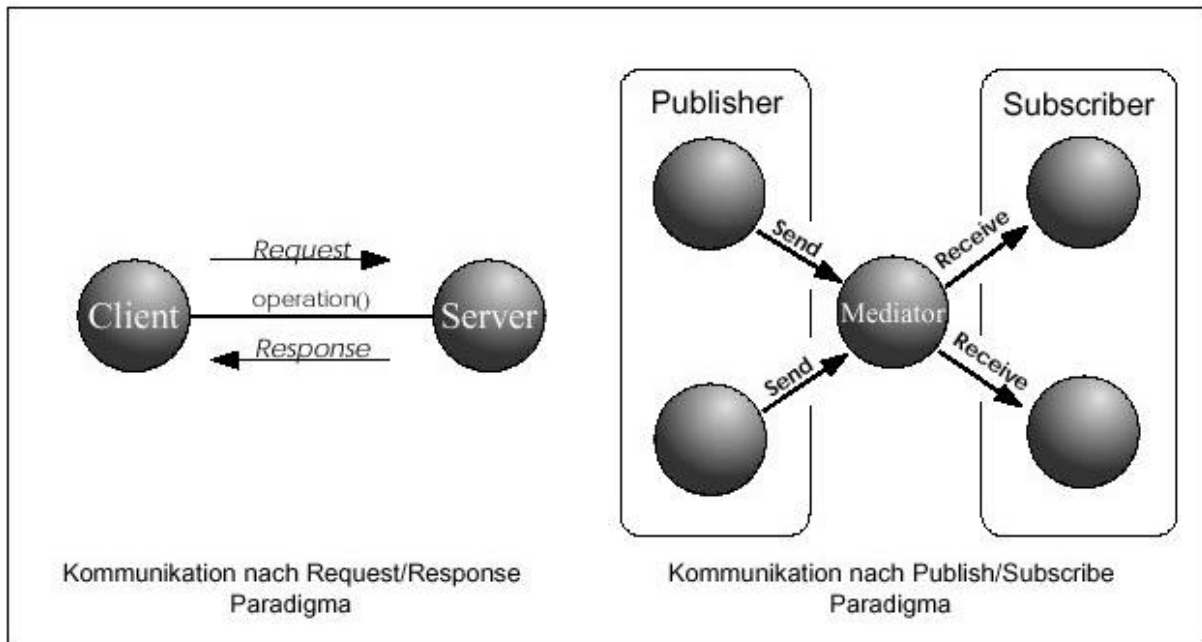 Request
Client
operation()
Server
Response
Kommunikation nach Request/Response
Paradigma
Publisher
Subscriber
Send
Receive
Mediator
Send
Receive
Kommunikation nach Publish/Subscribe
Paradigma